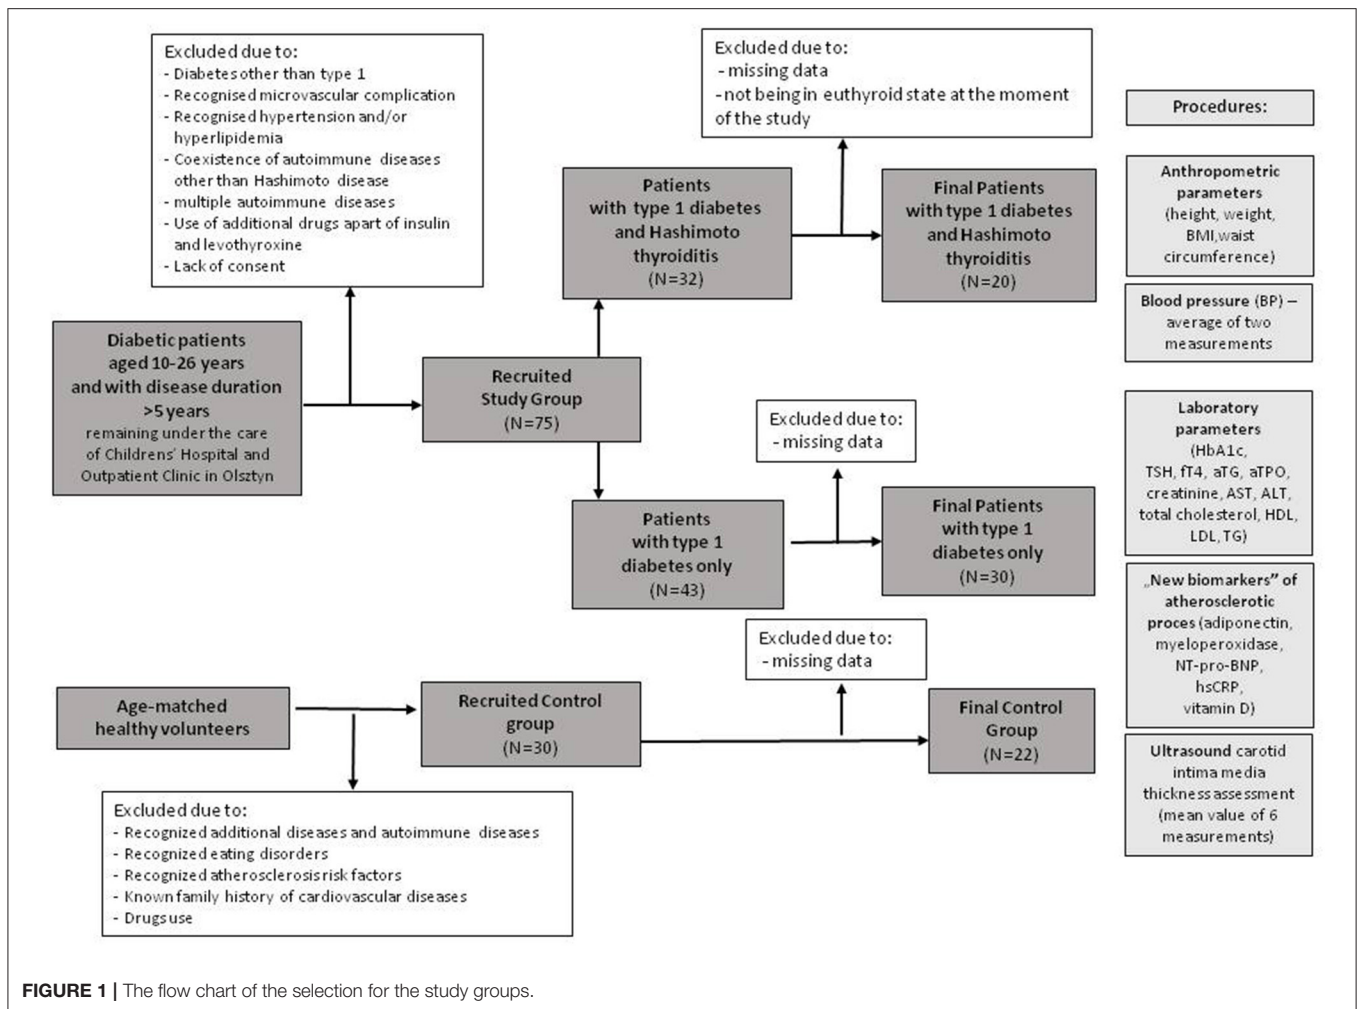 Excluded due to:
- Diabetes other than type 1
- Recognised microvascular complication
- Recognised hypertension and/or
hyperlipidemia
- Coexistence of autoimmune diseases
other than Hashimoto disease
- multiple autoimmune diseases
- Use of additional drugs apart of insulin
and levothyroxine
- Lack of consent
Excluded due to:
- missing data
- not being in euthyroid state at the moment
of the study
Diabetic patients
aged 10-26 years
and with disease duration
>5 years
remaining under the care
of Childrens' Hospital and
Outpatient Clinic in Olsztyn
Recruited
Study Group
(N=75)
Patients
with type 1 diabetes
and Hashimoto
thyroiditis
(N=32)
Final Patients
with type 1 diabetes
and Hashimoto
thyroiditis
(N=20)
Patients
with type 1
diabetes only
(N=43)
Excluded due to:
- missing data
Final Patients
with type 1
diabetes only
(N=30)
Age-matched
healthy volunteers
Recruited Control
group
(N=30)
Excluded due to:
- missing data
Final Control
Group
(N=22)
Excluded due to:
- Recognized additional diseases and autoimmune diseases
- Recognized eating disorders
- Recognized atherosclerosis risk factors
- Known family history of cardiovascular diseases
- Drugs use
Procedures:
Anthropometric
parameters
(height, weight,
BMI,waist
circumference)
Blood pressure (BP) –
average of two
measurements
Laboratory
parameters
(HbA1c,
TSH, fT4, aTG, aTPO,
creatinine, AST, ALT,
total cholesterol, HDL,
LDL, TG)
„New biomarkers” of
atherosclerotic
proces (adiponectin,
myeloperoxidase,
NT-pro-BNP,
hsCRP,
vitamin D)
Ultrasound carotid
intima media
thickness assessment
(mean value of 6
measurements)
FIGURE 1 | The flow chart of the selection for the study groups.